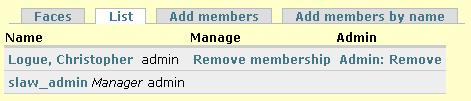 Faces List Add members Add members by name
Name Manage Admin
Logue, Christopher admin Remove membership Admin: Remove
slaw_admin Manager admin